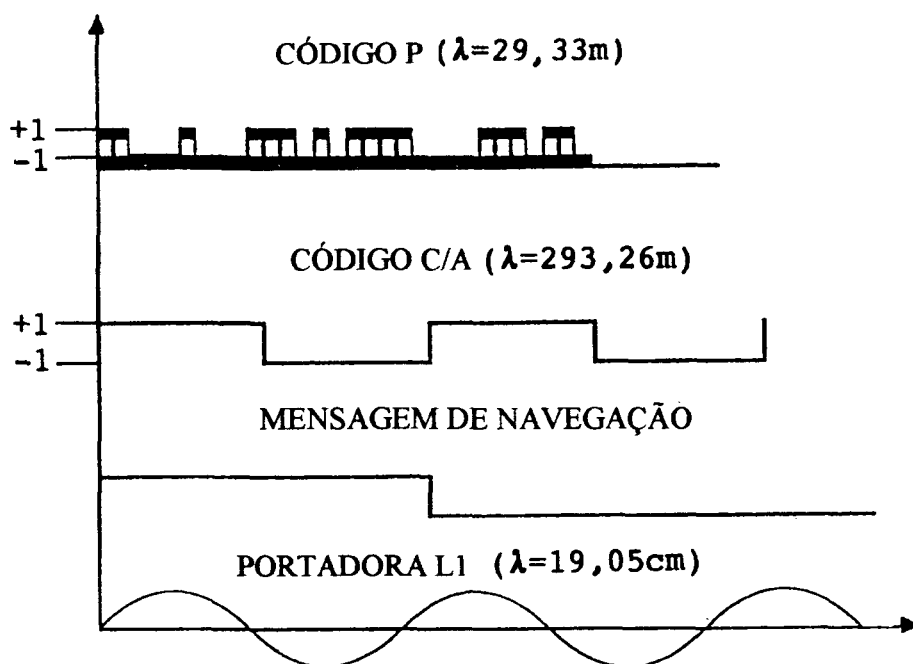 CÓDIGO P (λ=29,33m)
+1
-1
CÓDIGO C/A (λ=293,26m)
+1
-1
MENSAGEM DE NAVEGAÇÃO
PORTADORA L1 (λ=19,05cm)